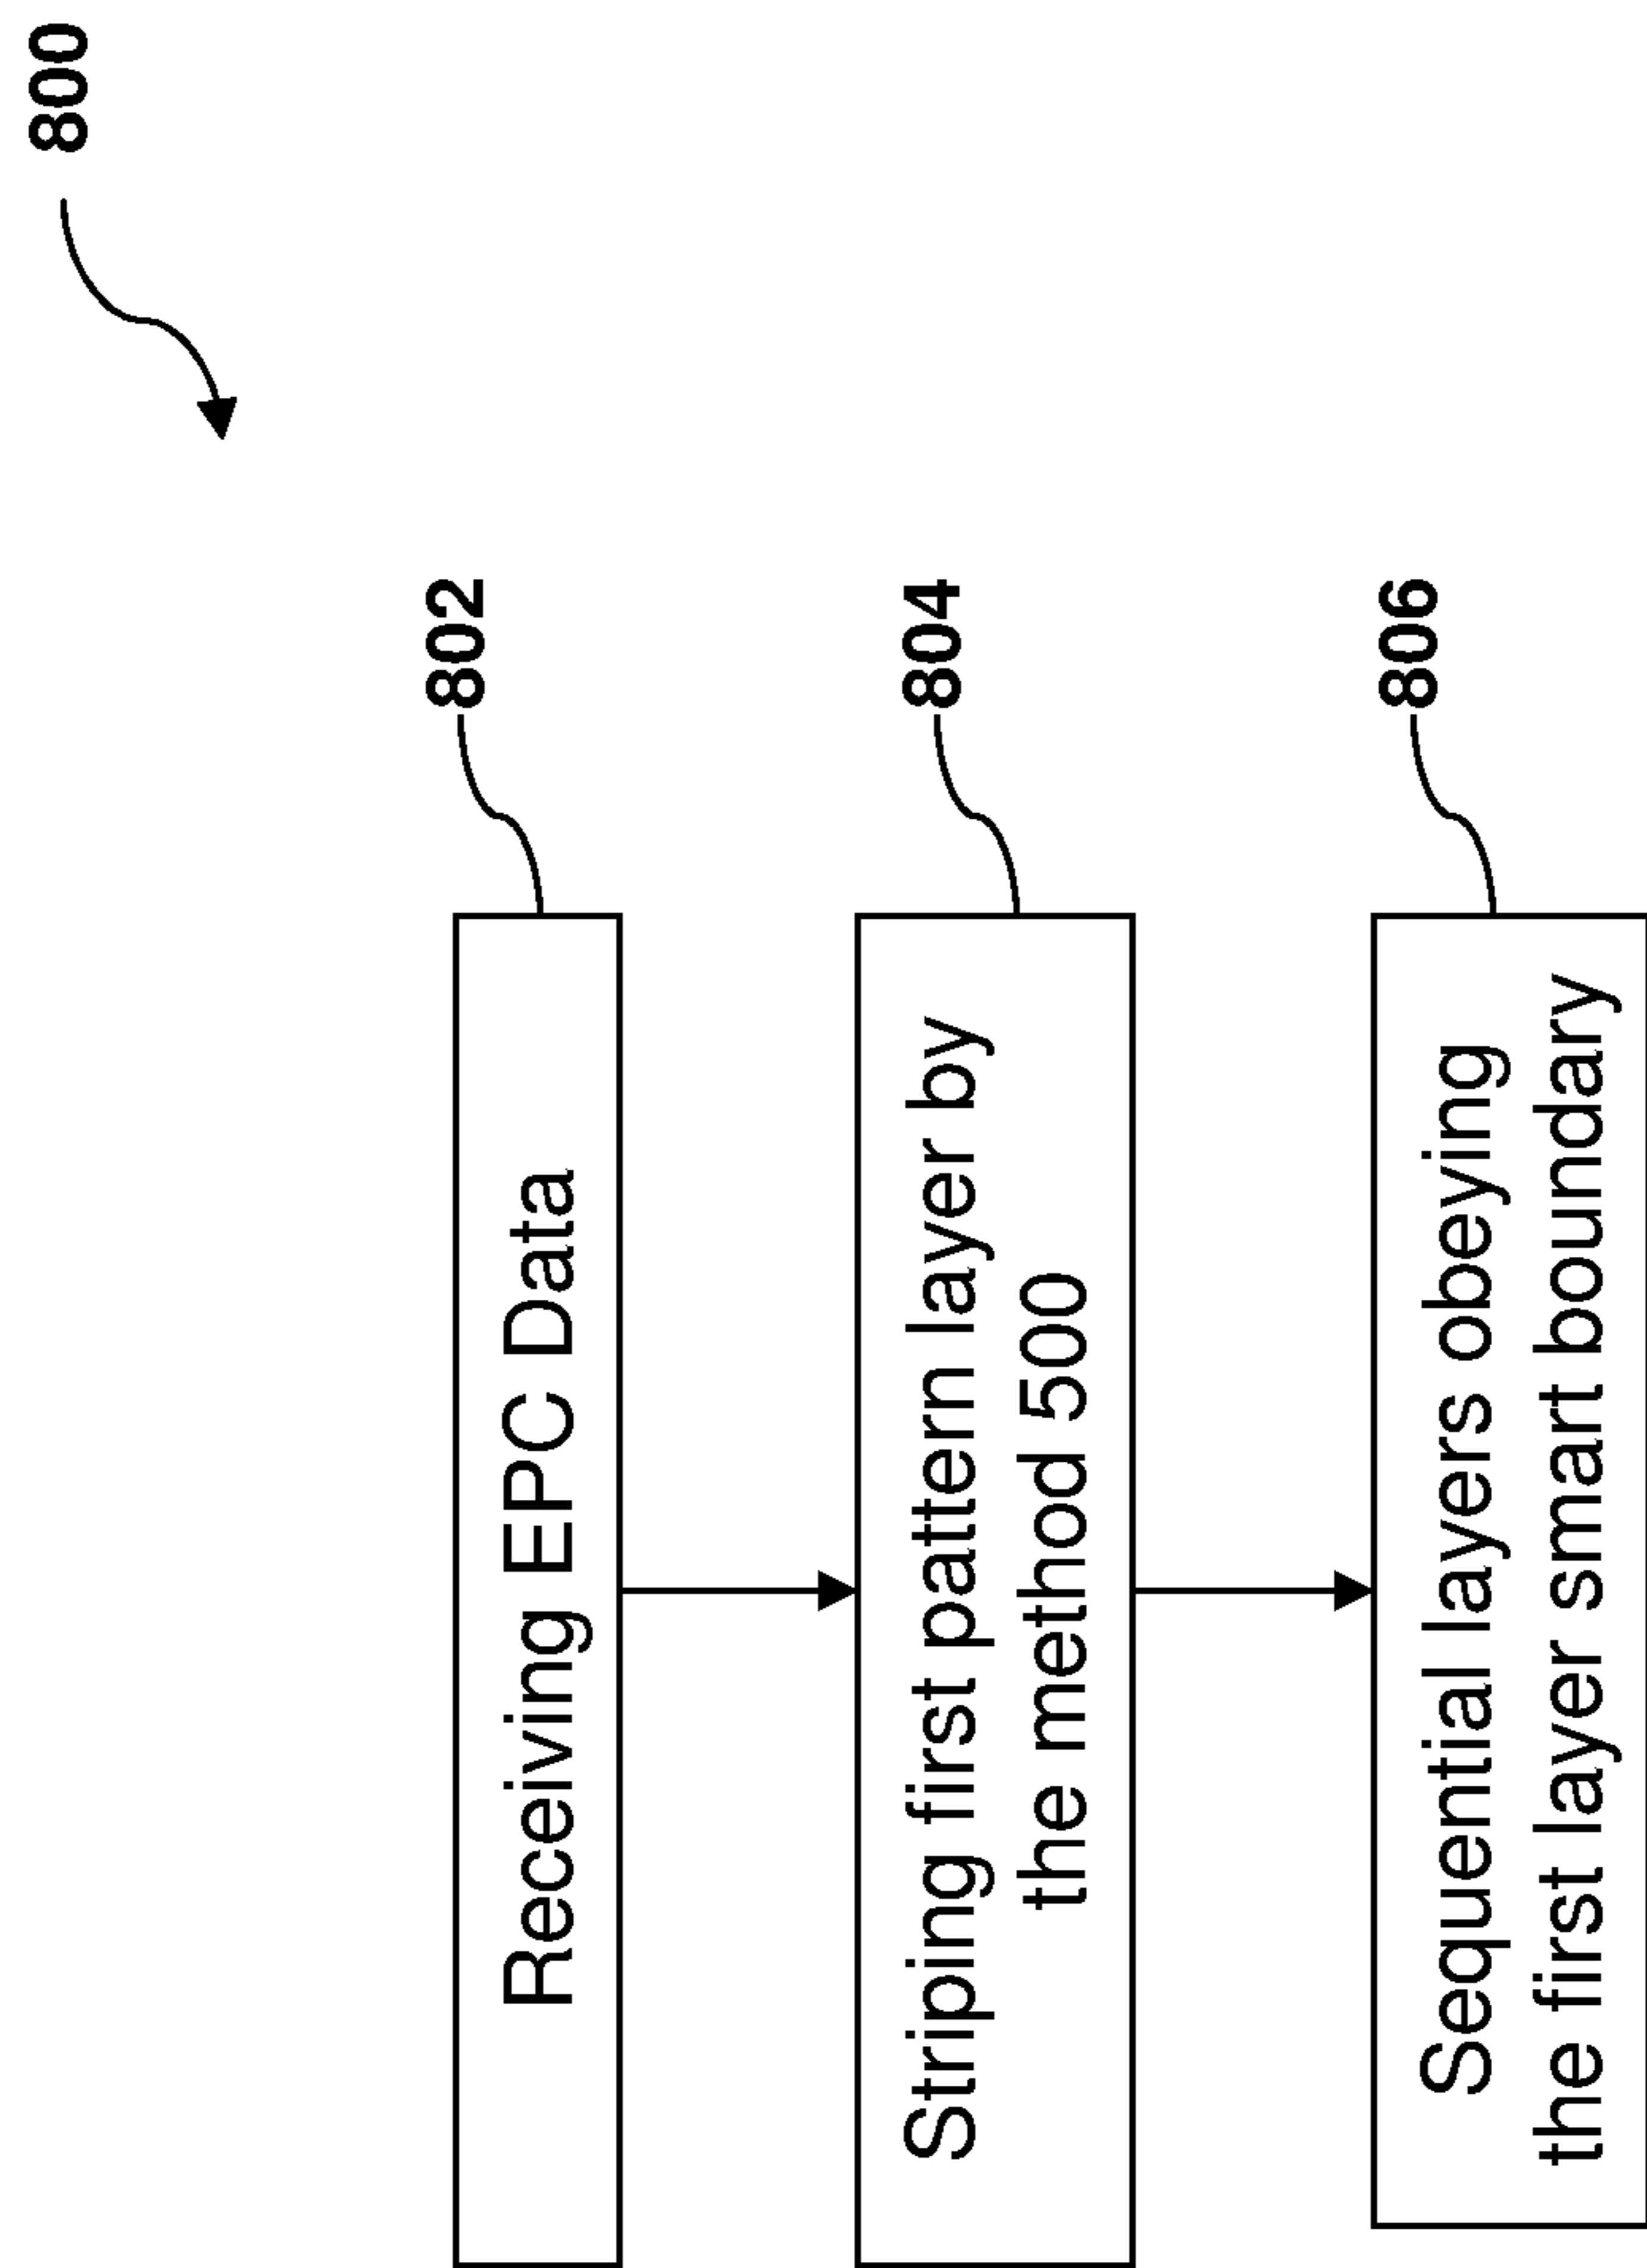 800
802
Receiving EPC Data
804
Striping first pattern layer by
the method 500
806
Sequential layers obeying
the first layer smart boundary